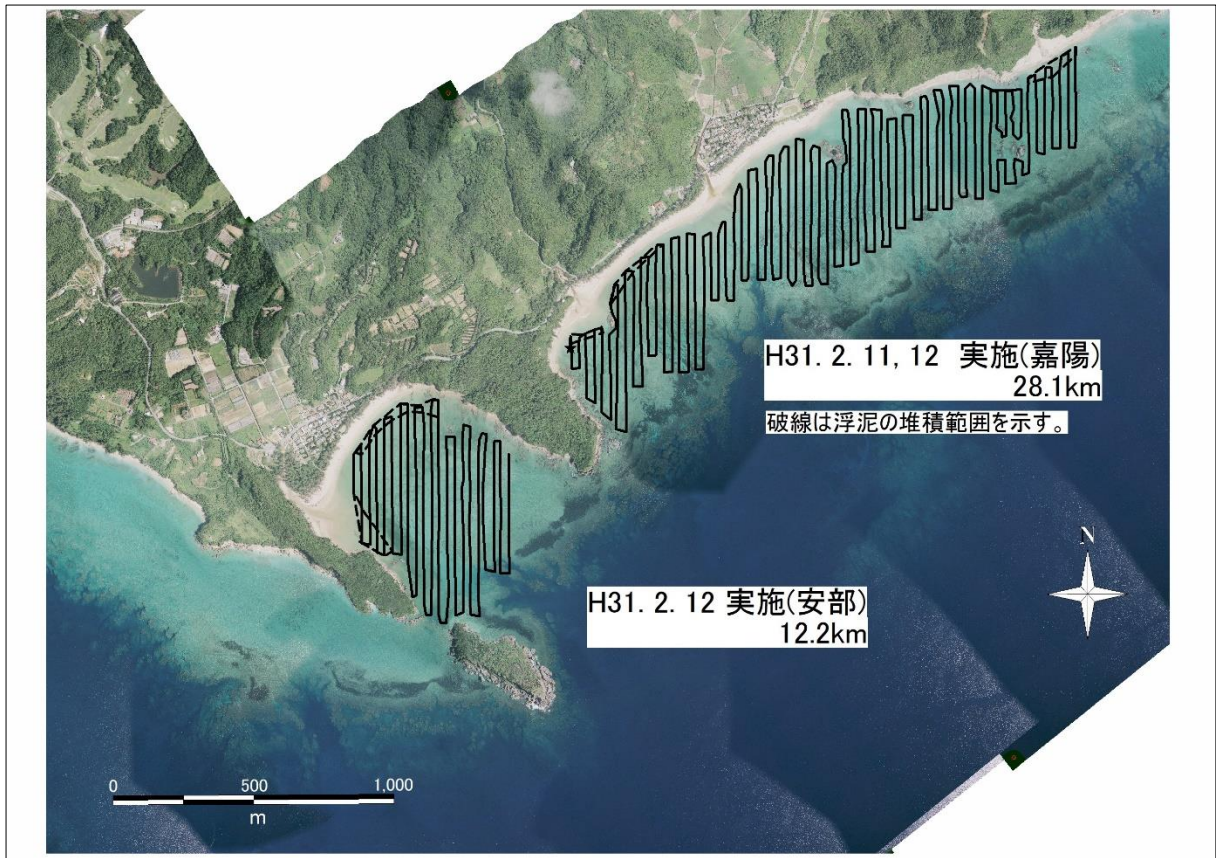 H31. 2. 11, 12 実施(嘉陽)
28.1km
破線は浮泥の堆積範囲を示す。
H31. 2. 12 実施(安部)
12.2km
N
0 500 1,000
m